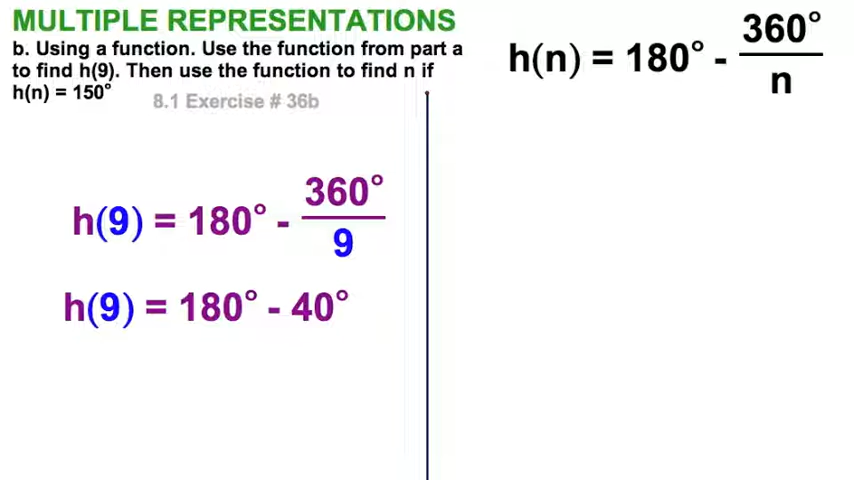 MULTIPLE REPRESENTATIONS
b. Using a function. Use the function from part a
to find h(9). Then use the function to find n if
h(n) = 150°
8.1 Exercise # 36b
h(n) = 180° - 360°/n
h(9) = 180° - 360°/9
h(9) = 180° - 40°